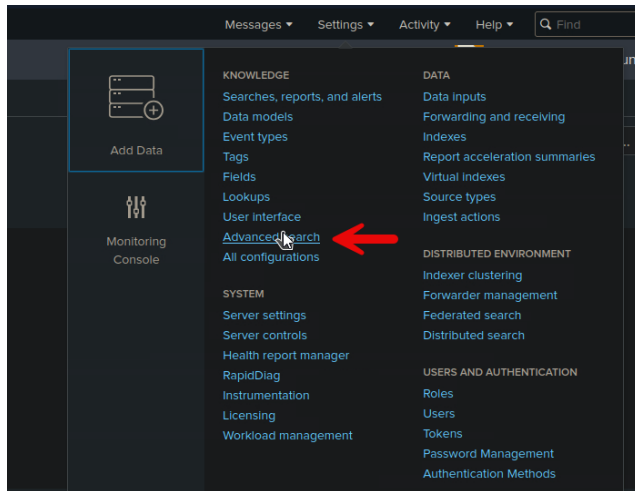 Messages ▾ Settings ▾ Activity ▾ Help ▾ Find
Add Data
Monitoring
Console
KNOWLEDGE
Searches, reports, and alerts
Data models
Event types
Tags
Fields
Lookups
User interface
Advanced search
All configurations
SYSTEM
Server settings
Server controls
Health report manager
RapidDiag
Instrumentation
Licensing
Workload management
DATA
Data inputs
Forwarding and receiving
Indexes
Report acceleration summaries
Virtual indexes
Source types
Ingest actions
DISTRIBUTED ENVIRONMENT
Indexer clustering
Forwarder management
Federated search
Distributed search
USERS AND AUTHENTICATION
Roles
Users
Tokens
Password Management
Authentication Methods